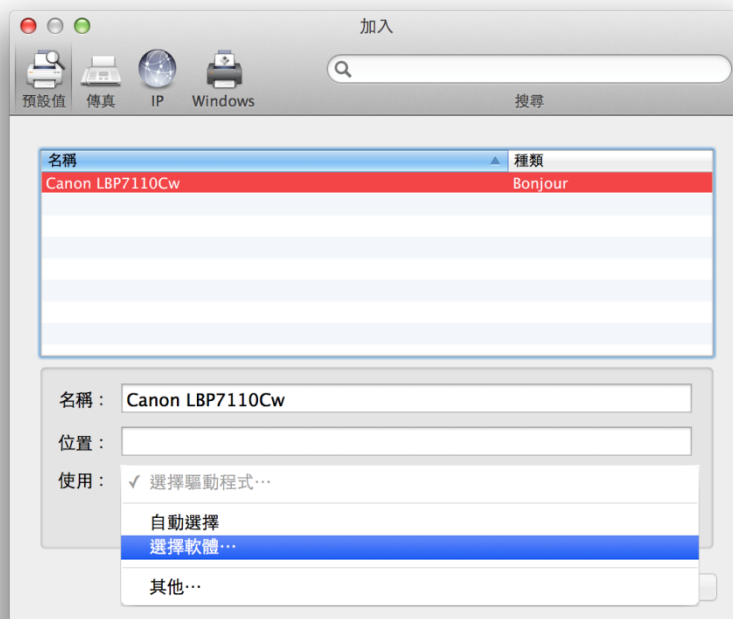 加入
預設值 傳真 IP Windows 搜尋
名稱 種類
Canon LBP7110Cw Bonjour
名稱： Canon LBP7110Cw
位置：
使用： ✓ 選擇驅動程式…
自動選擇
選擇軟體…
其他…